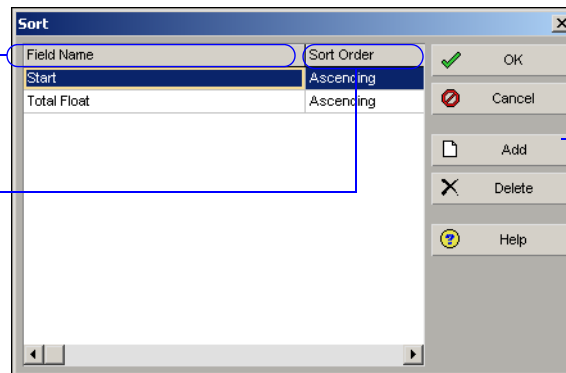 Sort
Field Name Sort Order
Start Ascending
Total Float Ascending
OK
Cancel
Add
Delete
Help